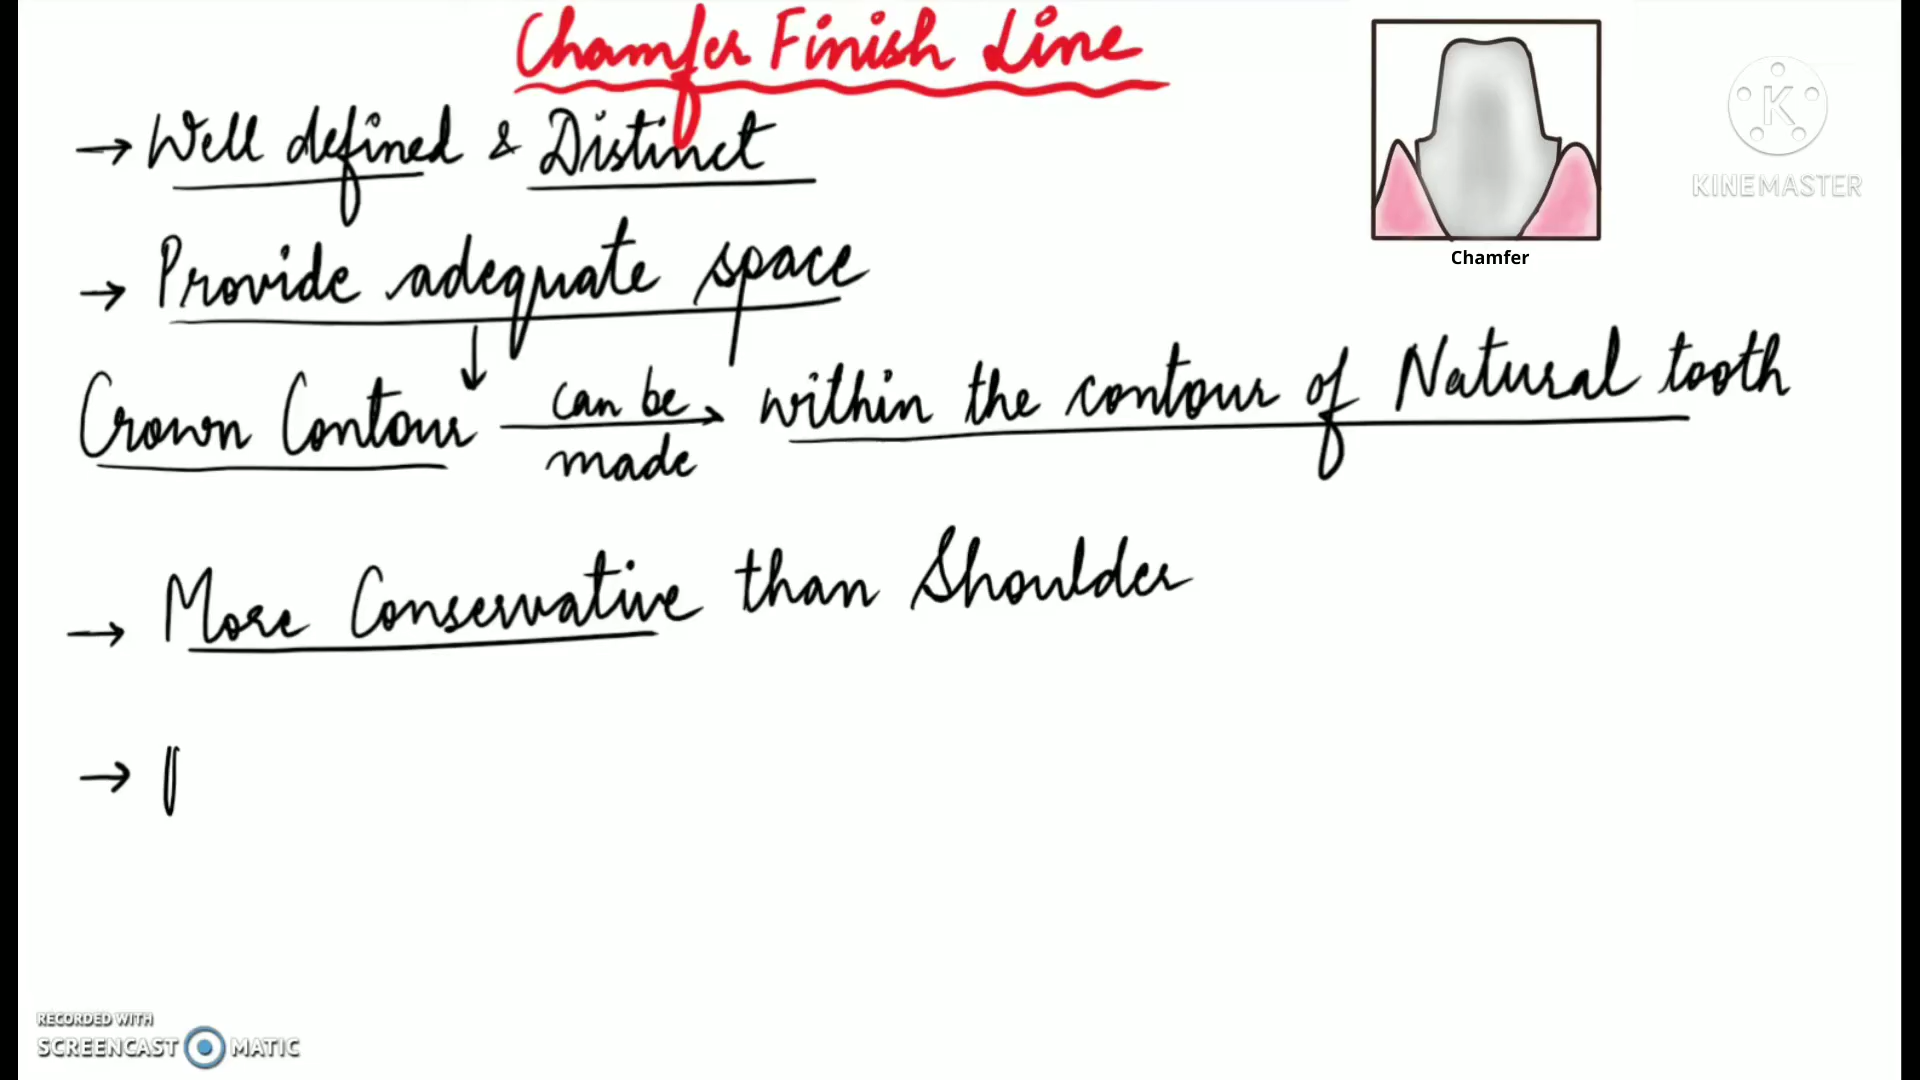 Chamfer Finish Line
→ Well defined & Distinct
→ Provide adequate space
↓
Crown Contour can be made → within the contour of Natural tooth
→ More Conservative than Shoulder
→
Chamfer
K
KINEMASTER
RECORDED WITH
SCREENCAST MATIC